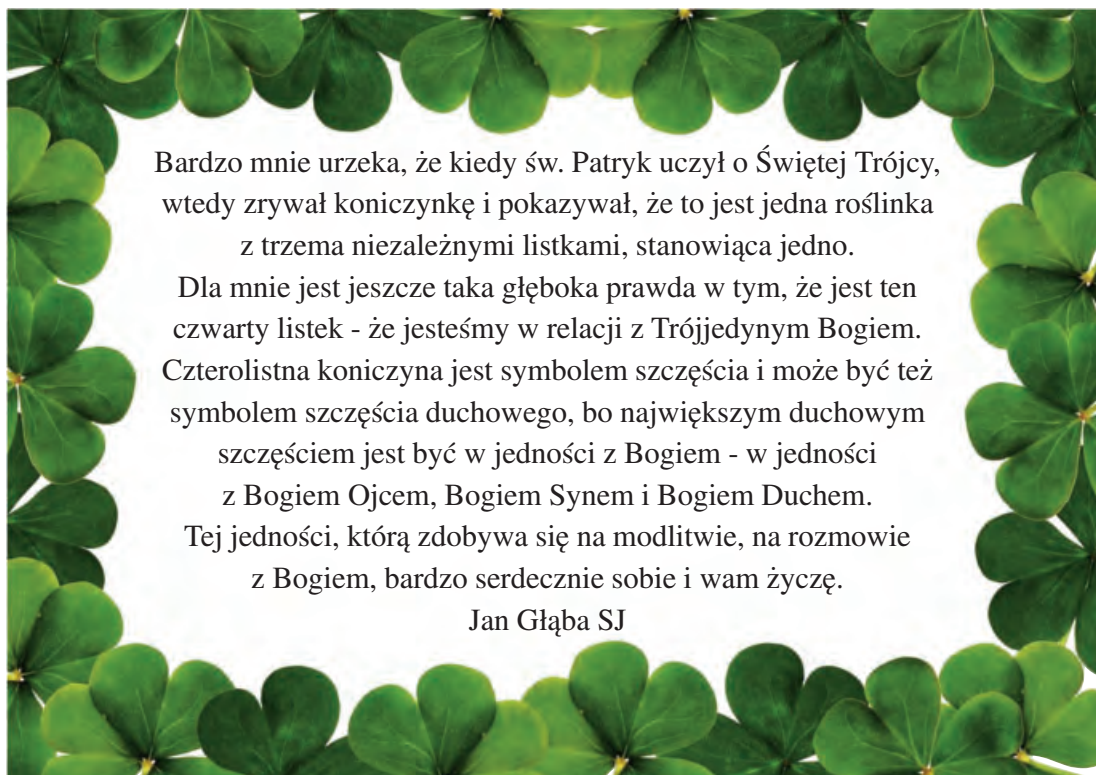 Bardzo mnie urzeka, że kiedy św. Patryk uczył o Świętej Trójcy,
wtedy zrywał koniczynkę i pokazywał, że to jest jedna roślinka
z trzema niezależnymi listkami, stanowiąca jedno.
Dla mnie jest jeszcze taka głęboka prawda w tym, że jest ten
czwarty listek - że jesteśmy w relacji z Trójjedynym Bogiem.
Czterolistna koniczyna jest symbolem szczęścia i może być też
symbolem szczęścia duchowego, bo największym duchowym
szczęściem jest być w jedności z Bogiem - w jedności
z Bogiem Ojcem, Bogiem Synem i Bogiem Duchem.
Tej jedności, którą zdobywa się na modlitwie, na rozmowie
z Bogiem, bardzo serdecznie sobie i wam życzę.
Jan Głąba SJ